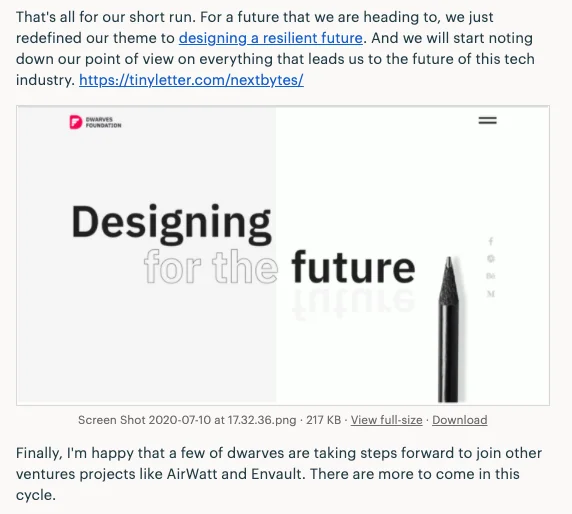 That's all for our short run. For a future that we are heading to, we just
redefined our theme to designing a resilient future. And we will start noting
down our point of view on everything that leads us to the future of this tech
industry. https://tinyletter.com/nextbytes/
DWARVES
FOUNDATION
Designing
for the future
Screen Shot 2020-07-10 at 17.32.36.png · 217 KB · View full-size · Download
Finally, I'm happy that a few of dwarves are taking steps forward to join other
ventures projects like AirWatt and Envault. There are more to come in this
cycle.